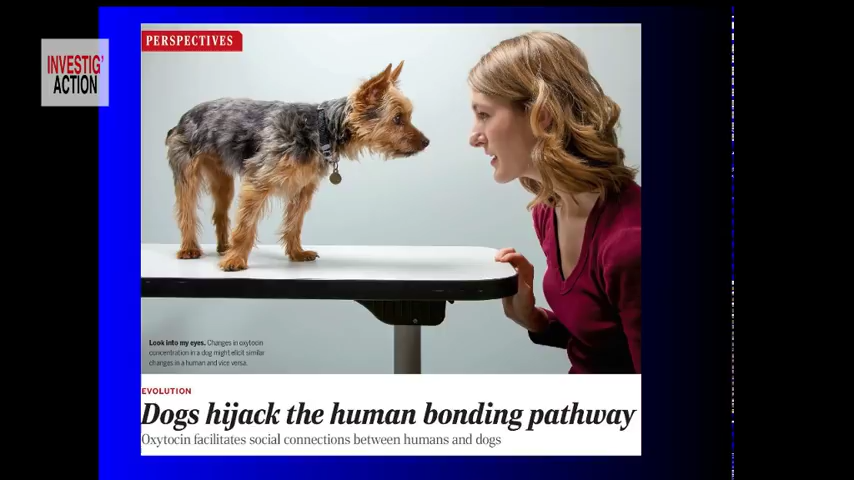 PERSPECTIVES
INVESTIG'
ACTION
Look into my eyes. Changes in oxytocin
concentration in a dog might elicit similar
changes in a human and vice versa.
EVOLUTION
Dogs hijack the human bonding pathway
Oxytocin facilitates social connections between humans and dogs